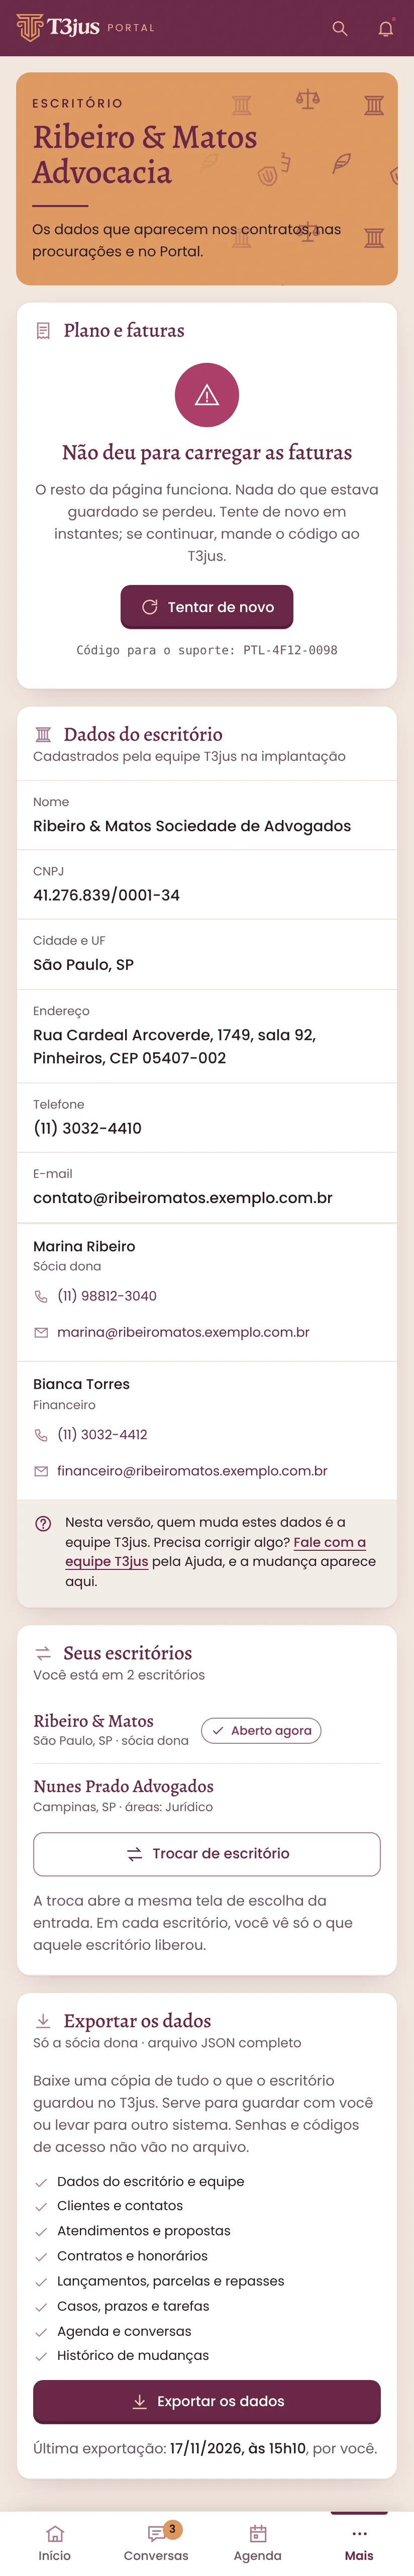 T3jus PORTAL
ESCRITÓRIO
Ribeiro & Matos
Advocacia
Os dados que aparecem nos contratos, nas
procurações e no Portal.
Plano e faturas
Não deu para carregar as faturas
O resto da página funciona. Nada do que estava
guardado se perdeu. Tente de novo em
instantes; se continuar, mande o código ao
T3jus.
Tentar de novo
Código para o suporte: PTL-4F12-0098
Dados do escritório
Cadastrados pela equipe T3jus na implantação
Nome
Ribeiro & Matos Sociedade de Advogados
CNPJ
41.276.839/0001-34
Cidade e UF
São Paulo, SP
Endereço
Rua Cardeal Arcoverde, 1749, sala 92,
Pinheiros, CEP 05407-002
Telefone
(11) 3032-4410
E-mail
contato@ribeiromatos.exemplo.com.br
Marina Ribeiro
Sócia dona
(11) 98812-3040
marina@ribeiromatos.exemplo.com.br
Bianca Torres
Financeiro
(11) 3032-4412
financeiro@ribeiromatos.exemplo.com.br
Nesta versão, quem muda estes dados é a
equipe T3jus. Precisa corrigir algo? Fale com a
equipe T3jus pela Ajuda, e a mudança aparece
aqui.
Seus escritórios
Você está em 2 escritórios
Ribeiro & Matos
São Paulo, SP · sócia dona
Aberto agora
Nunes Prado Advogados
Campinas, SP · áreas: Jurídico
Trocar de escritório
A troca abre a mesma tela de escolha da
entrada. Em cada escritório, você vê só o que
aquele escritório liberou.
Exportar os dados
Só a sócia dona · arquivo JSON completo
Baixe uma cópia de tudo o que o escritório
guardou no T3jus. Serve para guardar com você
ou levar para outro sistema. Senhas e códigos
de acesso não vão no arquivo.
Dados do escritório e equipe
Clientes e contatos
Atendimentos e propostas
Contratos e honorários
Lançamentos, parcelas e repasses
Casos, prazos e tarefas
Agenda e conversas
Histórico de mudanças
Exportar os dados
Última exportação: 17/11/2026, às 15h10, por você.
3
Início Conversas Agenda Mais